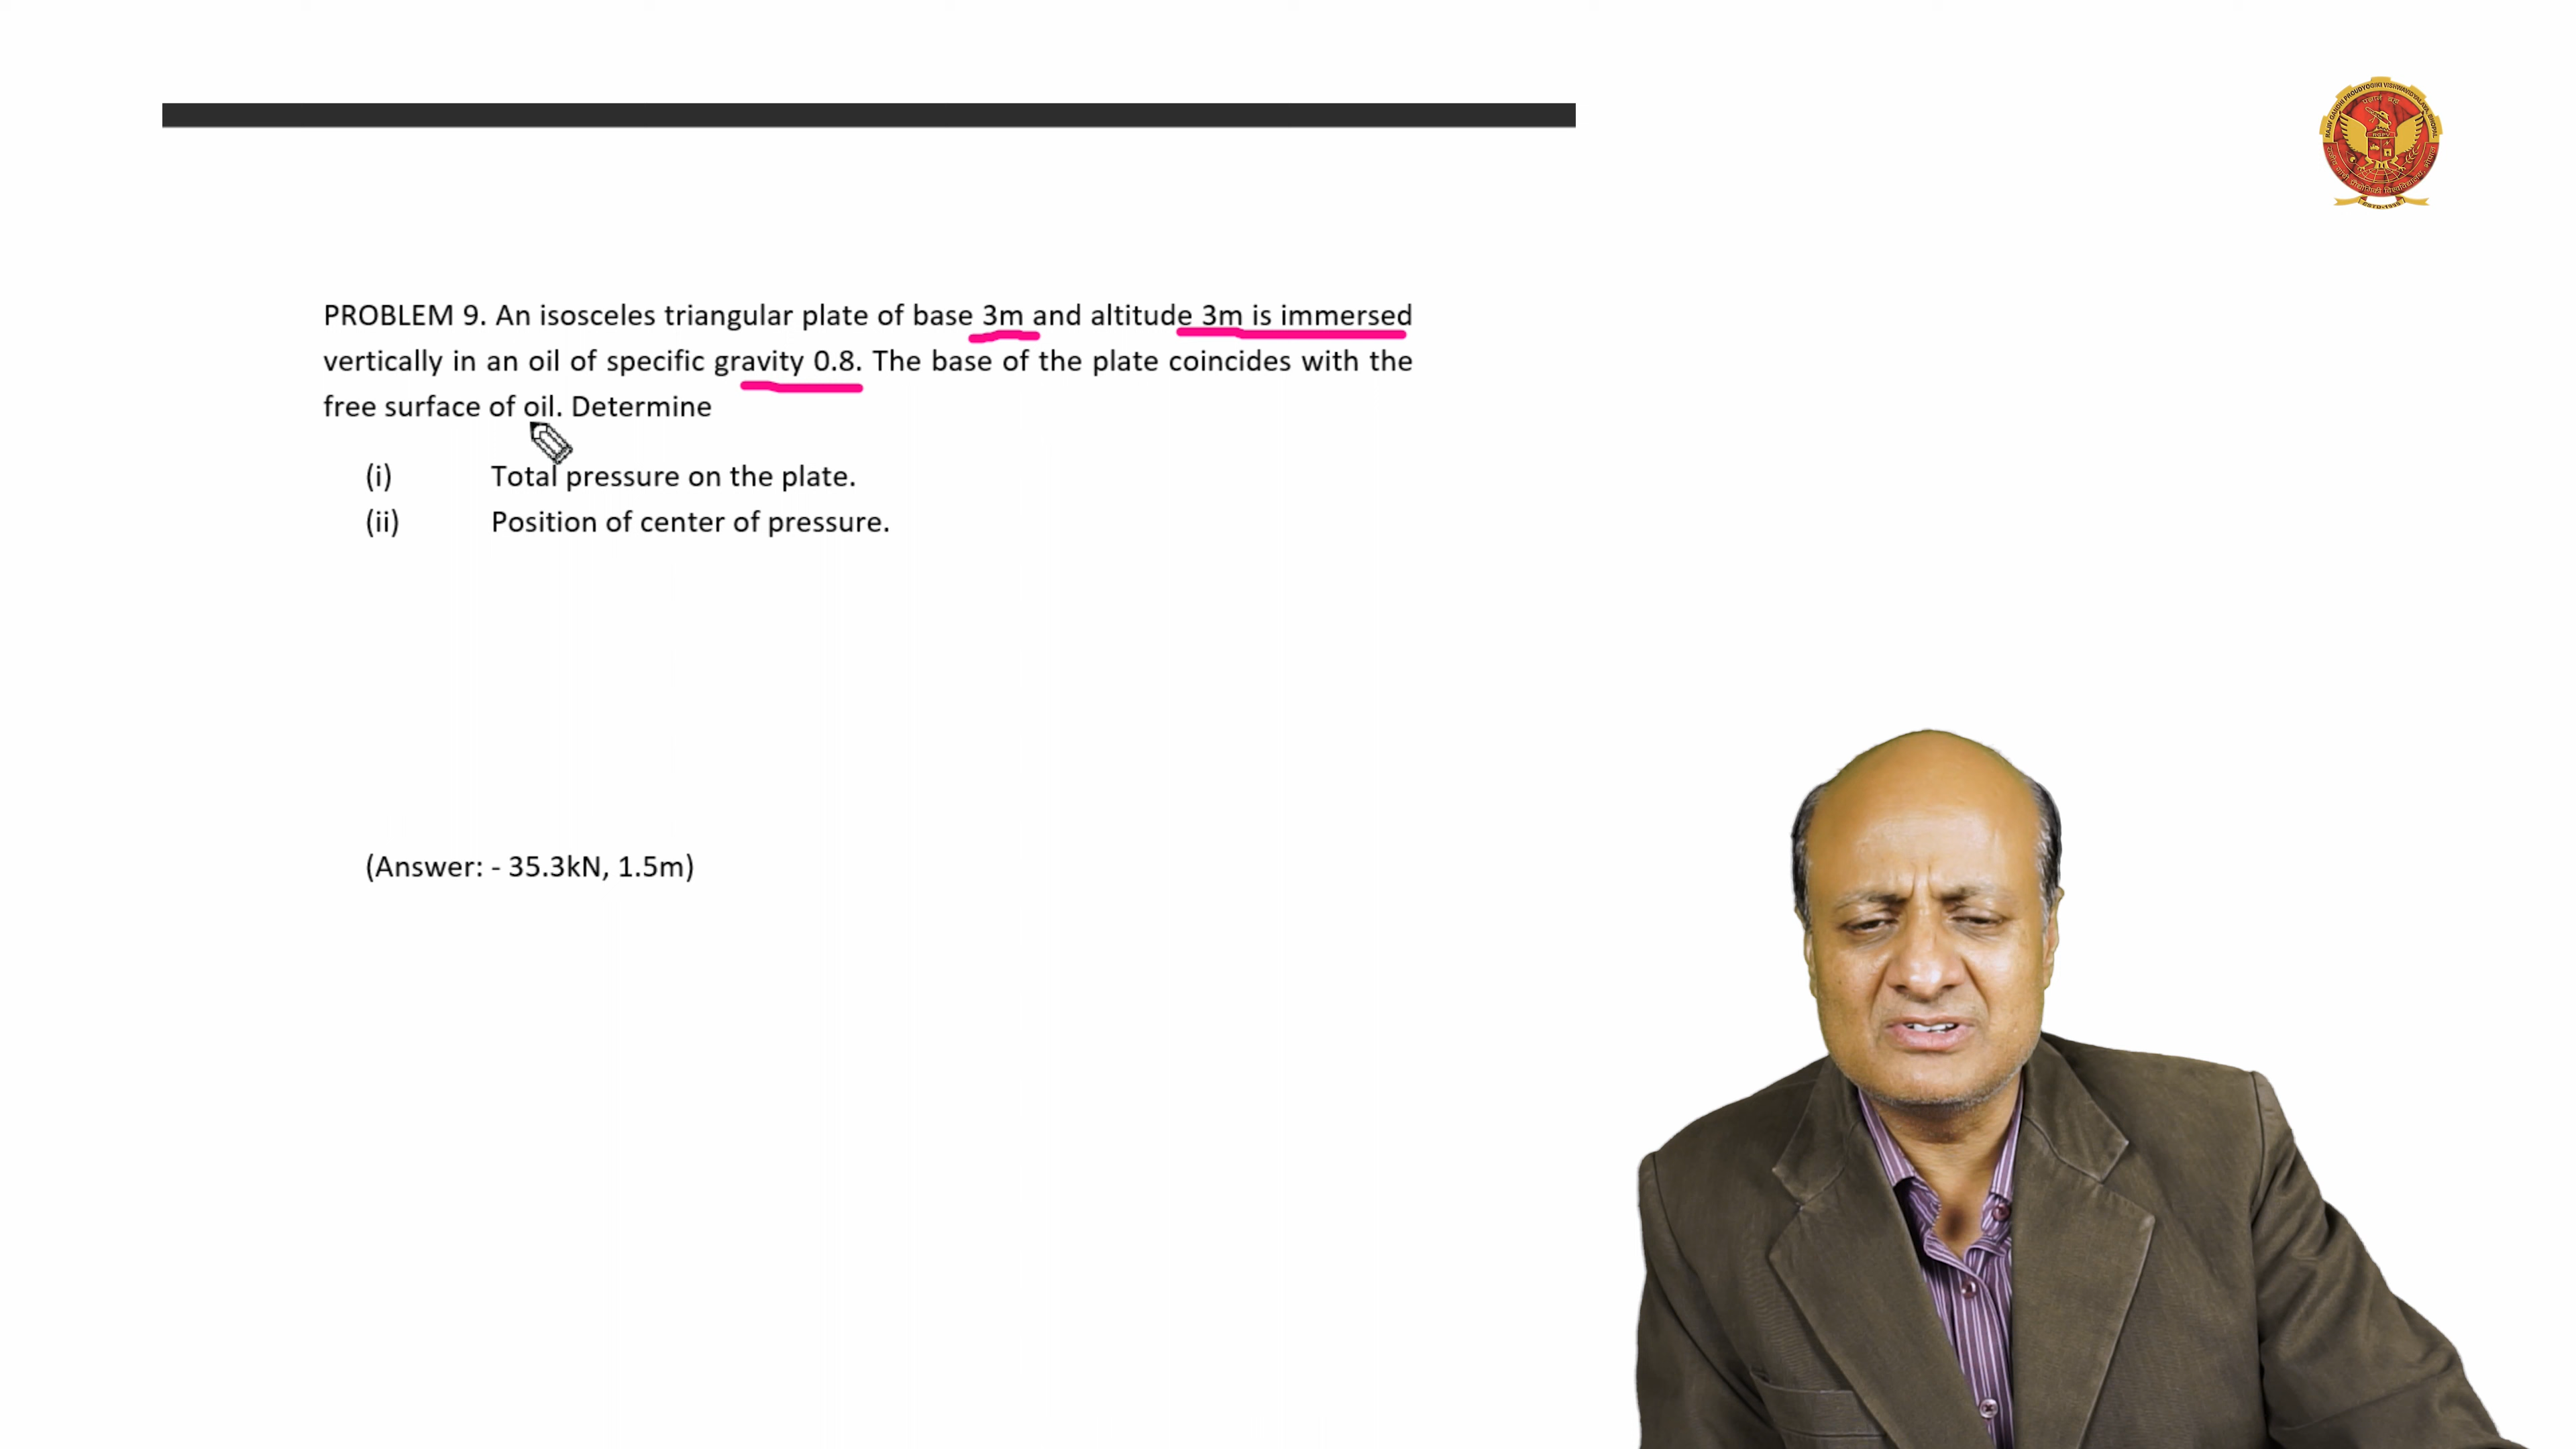 PROBLEM 9. An isosceles triangular plate of base 3m and altitude 3m is immersed
vertically in an oil of specific gravity 0.8. The base of the plate coincides with the
free surface of oil. Determine
(i) Total pressure on the plate.
(ii) Position of center of pressure.
(Answer: - 35.3kN, 1.5m)